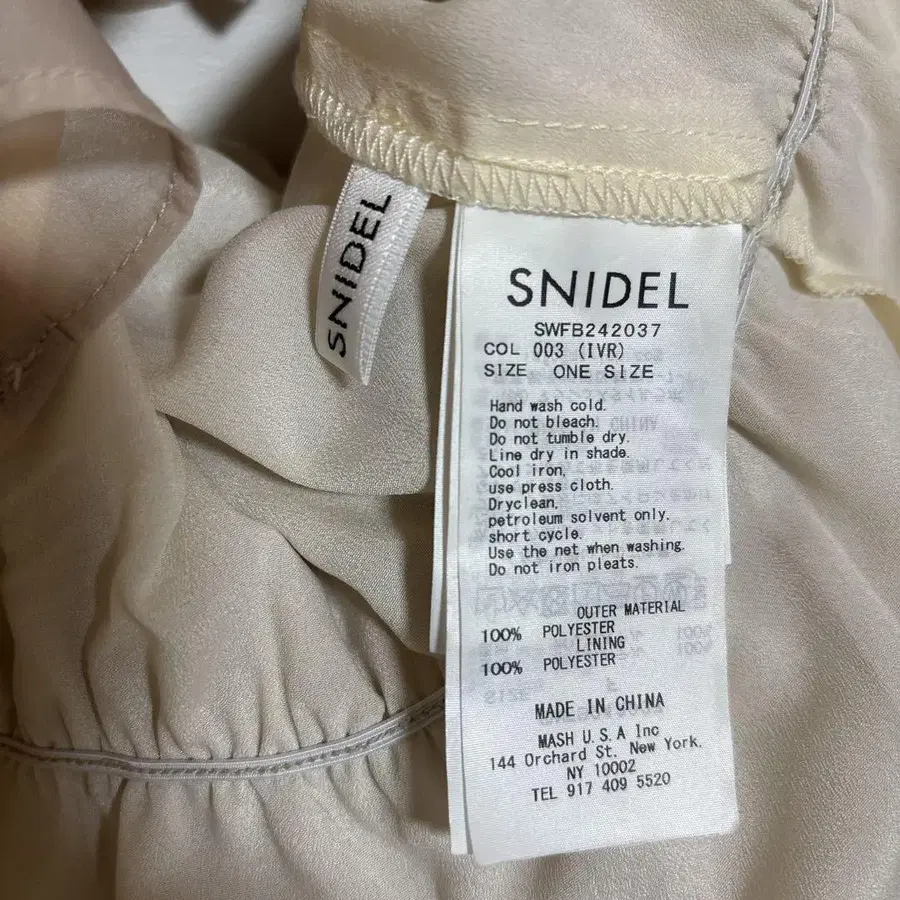 SNIDEL
SNIDEL
SWFB242037
COL 003 (IVR)
SIZE ONE SIZE
Hand wash cold.
Do not bleach.
Do not tumble dry.
Line dry in shade.
Cool iron,
use press cloth.
Dryclean,
petroleum solvent only.
short cycle.
Use the net when washing.
Do not iron pleats.
OUTER MATERIAL
100% POLYESTER
LINING
100% POLYESTER
MADE IN CHINA
MASH U.S.A Inc
144 Orchard St. New York,
NY 10002
TEL 917 409 5520